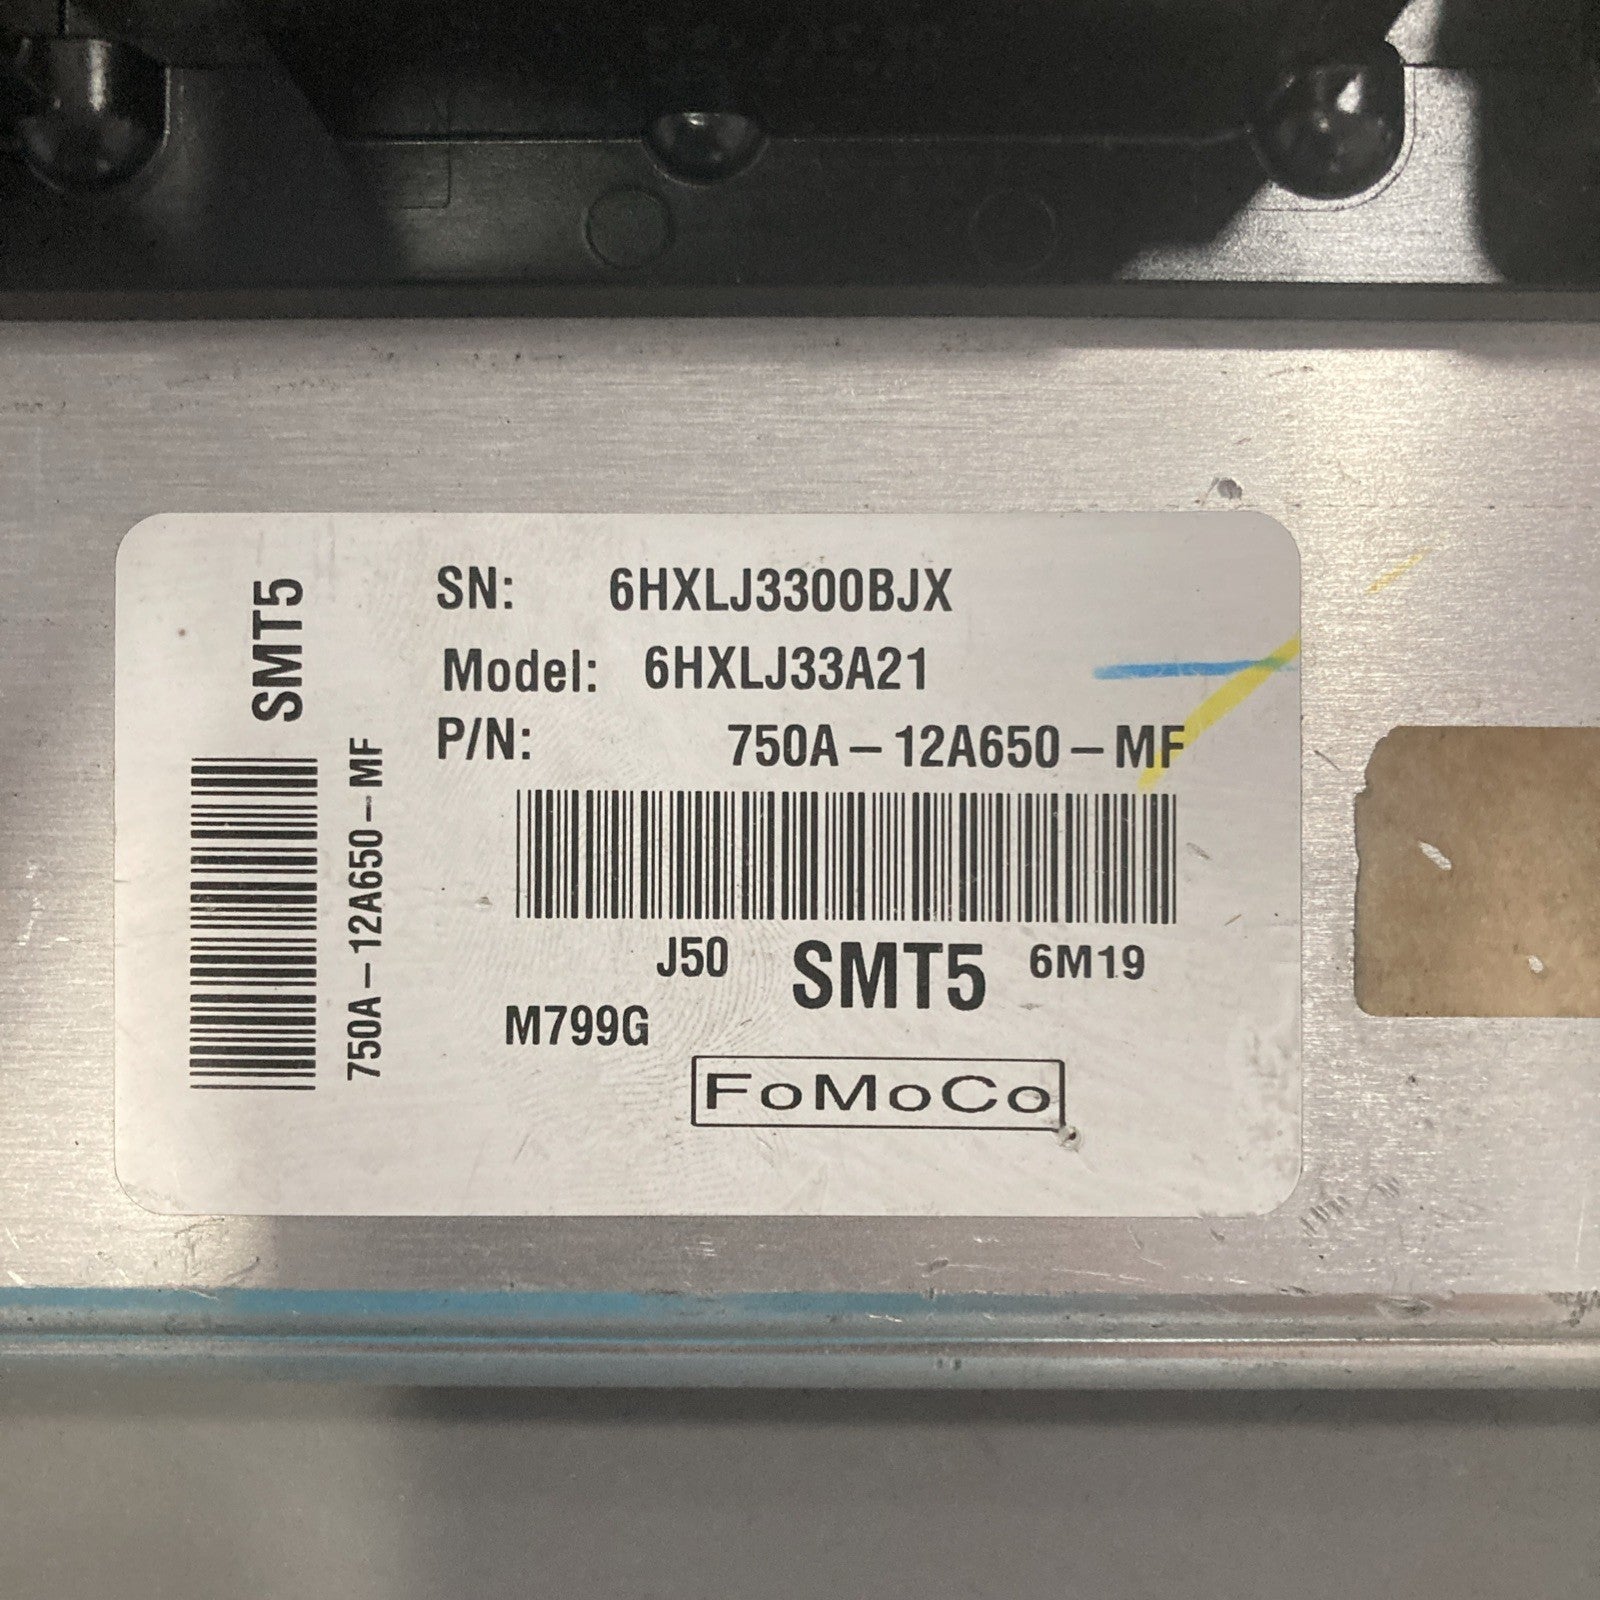 SMT5
750A-12A650-MF
SN: 6HXLJ3300BJX
Model: 6HXLJ33A21
P/N: 750A-12A650-MF
J50 SMT5 6M19
M799G
FoMoCo